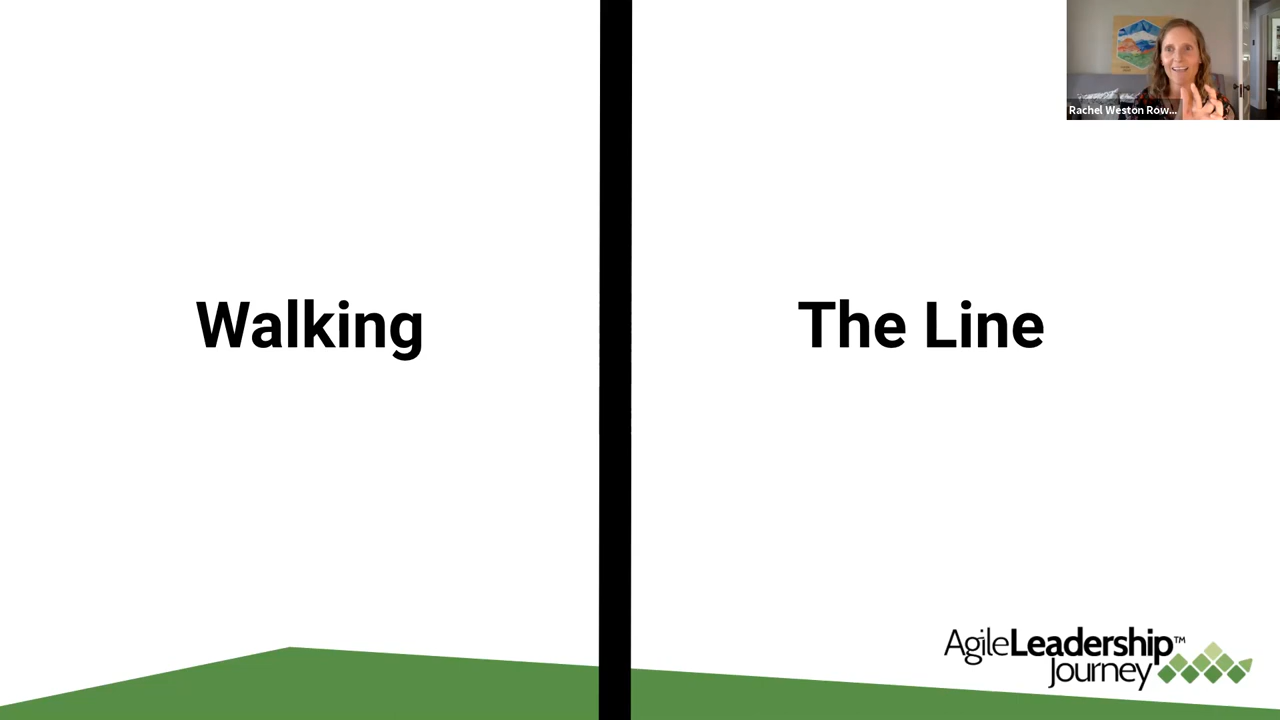 Walking
The Line
Rachel Weston Row...
AgileLeadership™
Journey